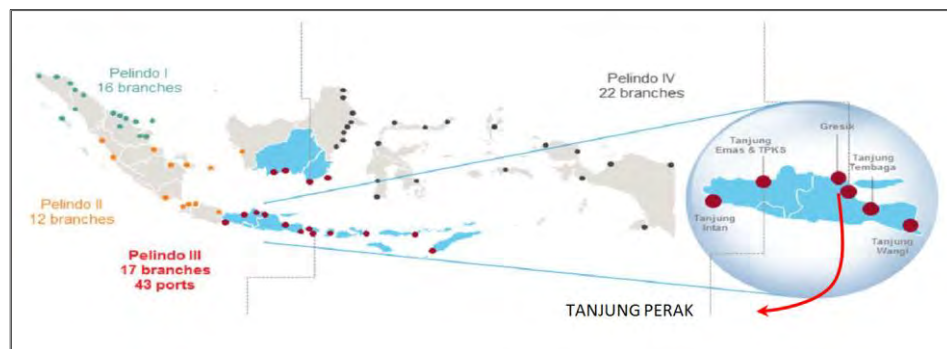 Pelindo I
16 branches
Pelindo IV
22 branches
Pelindo II
12 branches
Pelindo III
17 branches
43 ports
Tanjung
Emas & TPKS
Gresik
Tanjung
Tembaga
Tanjung
Intan
Tanjung
Wangi
TANJUNG PERAK